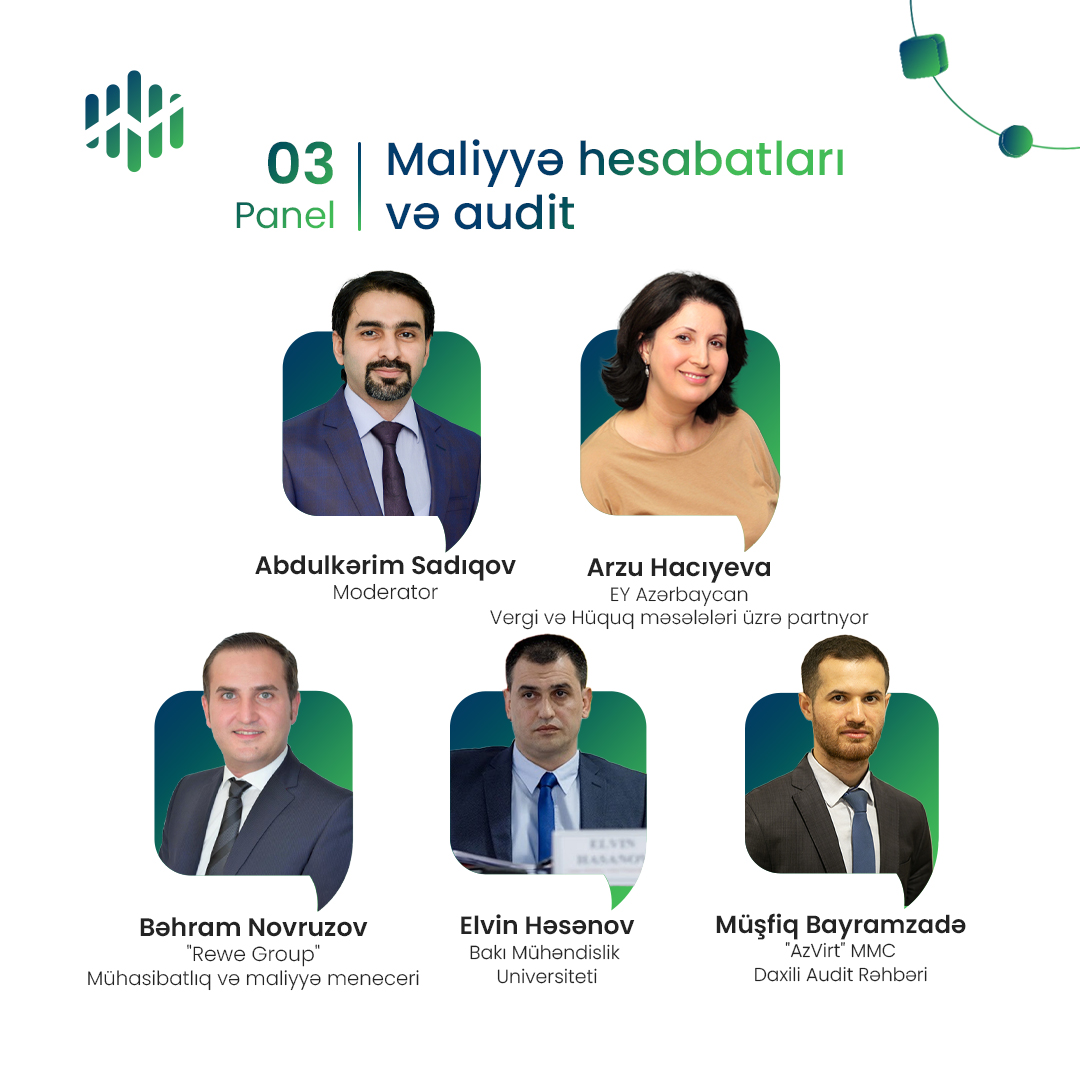 03
Panel
Maliyyə hesabatları
və audit
Abdulkərim Sadıqov
Moderator
Arzu Hacıyeva
EY Azərbaycan
Vergi və Hüquq məsələləri üzrə partnyor
Bəhram Novruzov
"Rewe Group"
Mühasibatlıq və maliyyə meneceri
ELVIN
HASANOV
Elvin Həsənov
Bakı Mühəndislik
Universiteti
Müşfiq Bayramzadə
"AzVirt" MMC
Daxili Audit Rəhbəri